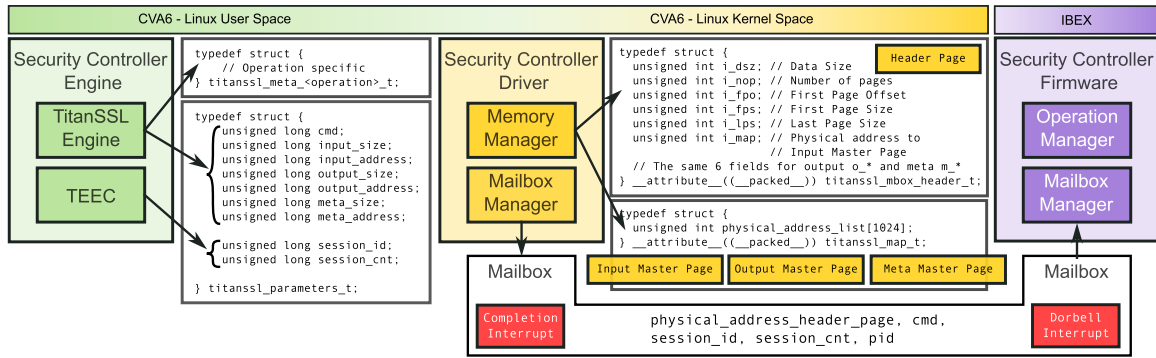 CVA6 - Linux User Space
CVA6 - Linux Kernel Space
IBEX
Security Controller
Engine
TitanSSL
Engine
TEEC
typedef struct {
// Operation specific
} titanssl_meta_<operation>_t;
typedef struct {
unsigned long cmd;
unsigned long input_size;
unsigned long input_address;
unsigned long output_size;
unsigned long output_address;
unsigned long meta_size;
unsigned long meta_address;
unsigned long session_id;
unsigned long session_cnt;
} titanssl_parameters_t;
Security Controller
Driver
Memory
Manager
Mailbox
Manager
typedef struct {
unsigned int i_dsz; // Data Size
unsigned int i_nop; // Number of pages
unsigned int i_fpo; // First Page Offset
unsigned int i_fps; // First Page Size
unsigned int i_lps; // Last Page Size
unsigned int i_map; // Physical address to
// Input Master Page
// The same 6 fields for output o_* and meta m_*
} __attribute__((__packed__)) titanssl_mbox_header_t;
Header Page
typedef struct {
unsigned int physical_address_list[1024];
} __attribute__((__packed__)) titanssl_map_t;
Input Master Page
Output Master Page
Meta Master Page
Security Controller
Firmware
Operation
Manager
Mailbox
Manager
Mailbox
Completion
Interrupt
physical_address_header_page, cmd,
session_id, session_cnt, pid
Mailbox
Dorbell
Interrupt